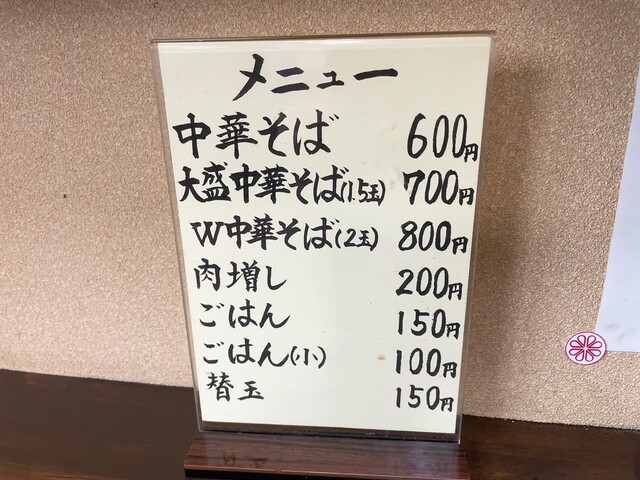 メニュー
中華そば 600円
大盛中華そば(1.5玉) 700円
W中華そば(2玉) 800円
肉増し 200円
ごはん 150円
ごはん(小) 100円
替玉 150円